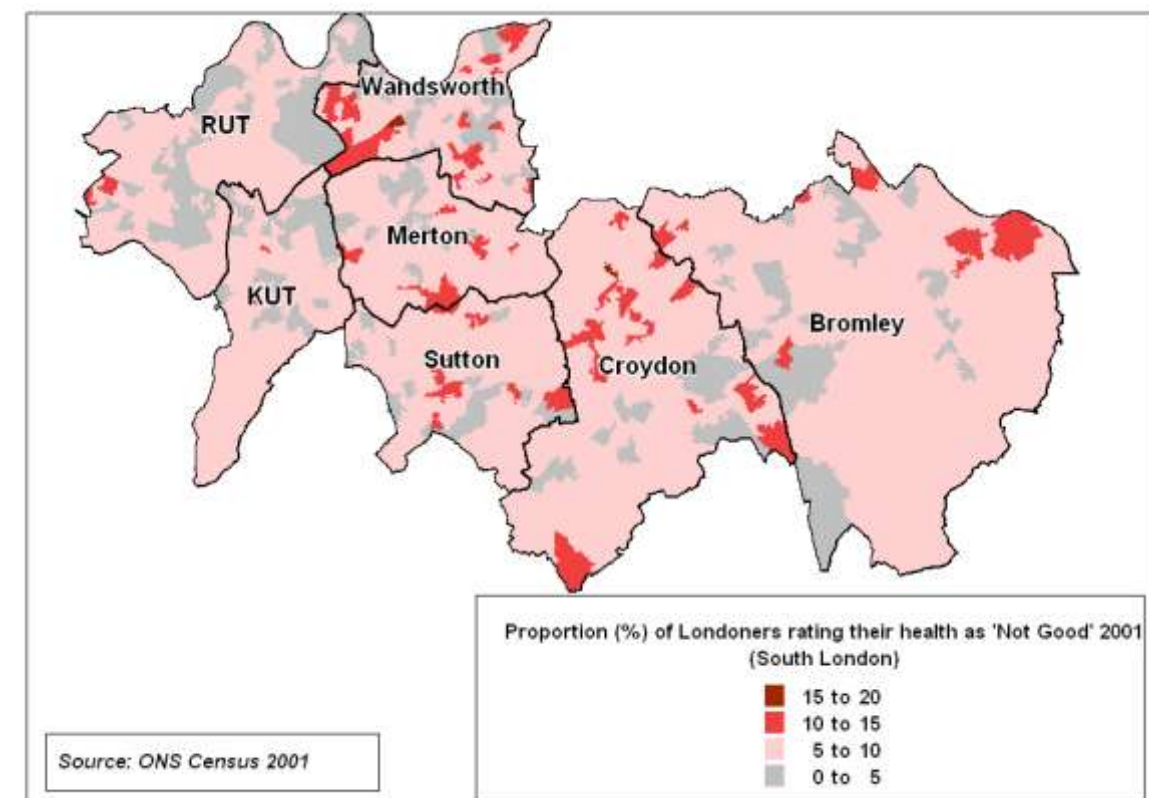 Wandsworth
RUT
Merton
KUT
Bromley
Sutton
Croydon
Proportion (%) of Londoners rating their health as 'Not Good' 2001
(South London)
15 to 20
10 to 15
5 to 10
0 to 5
Source: ONS Census 2001